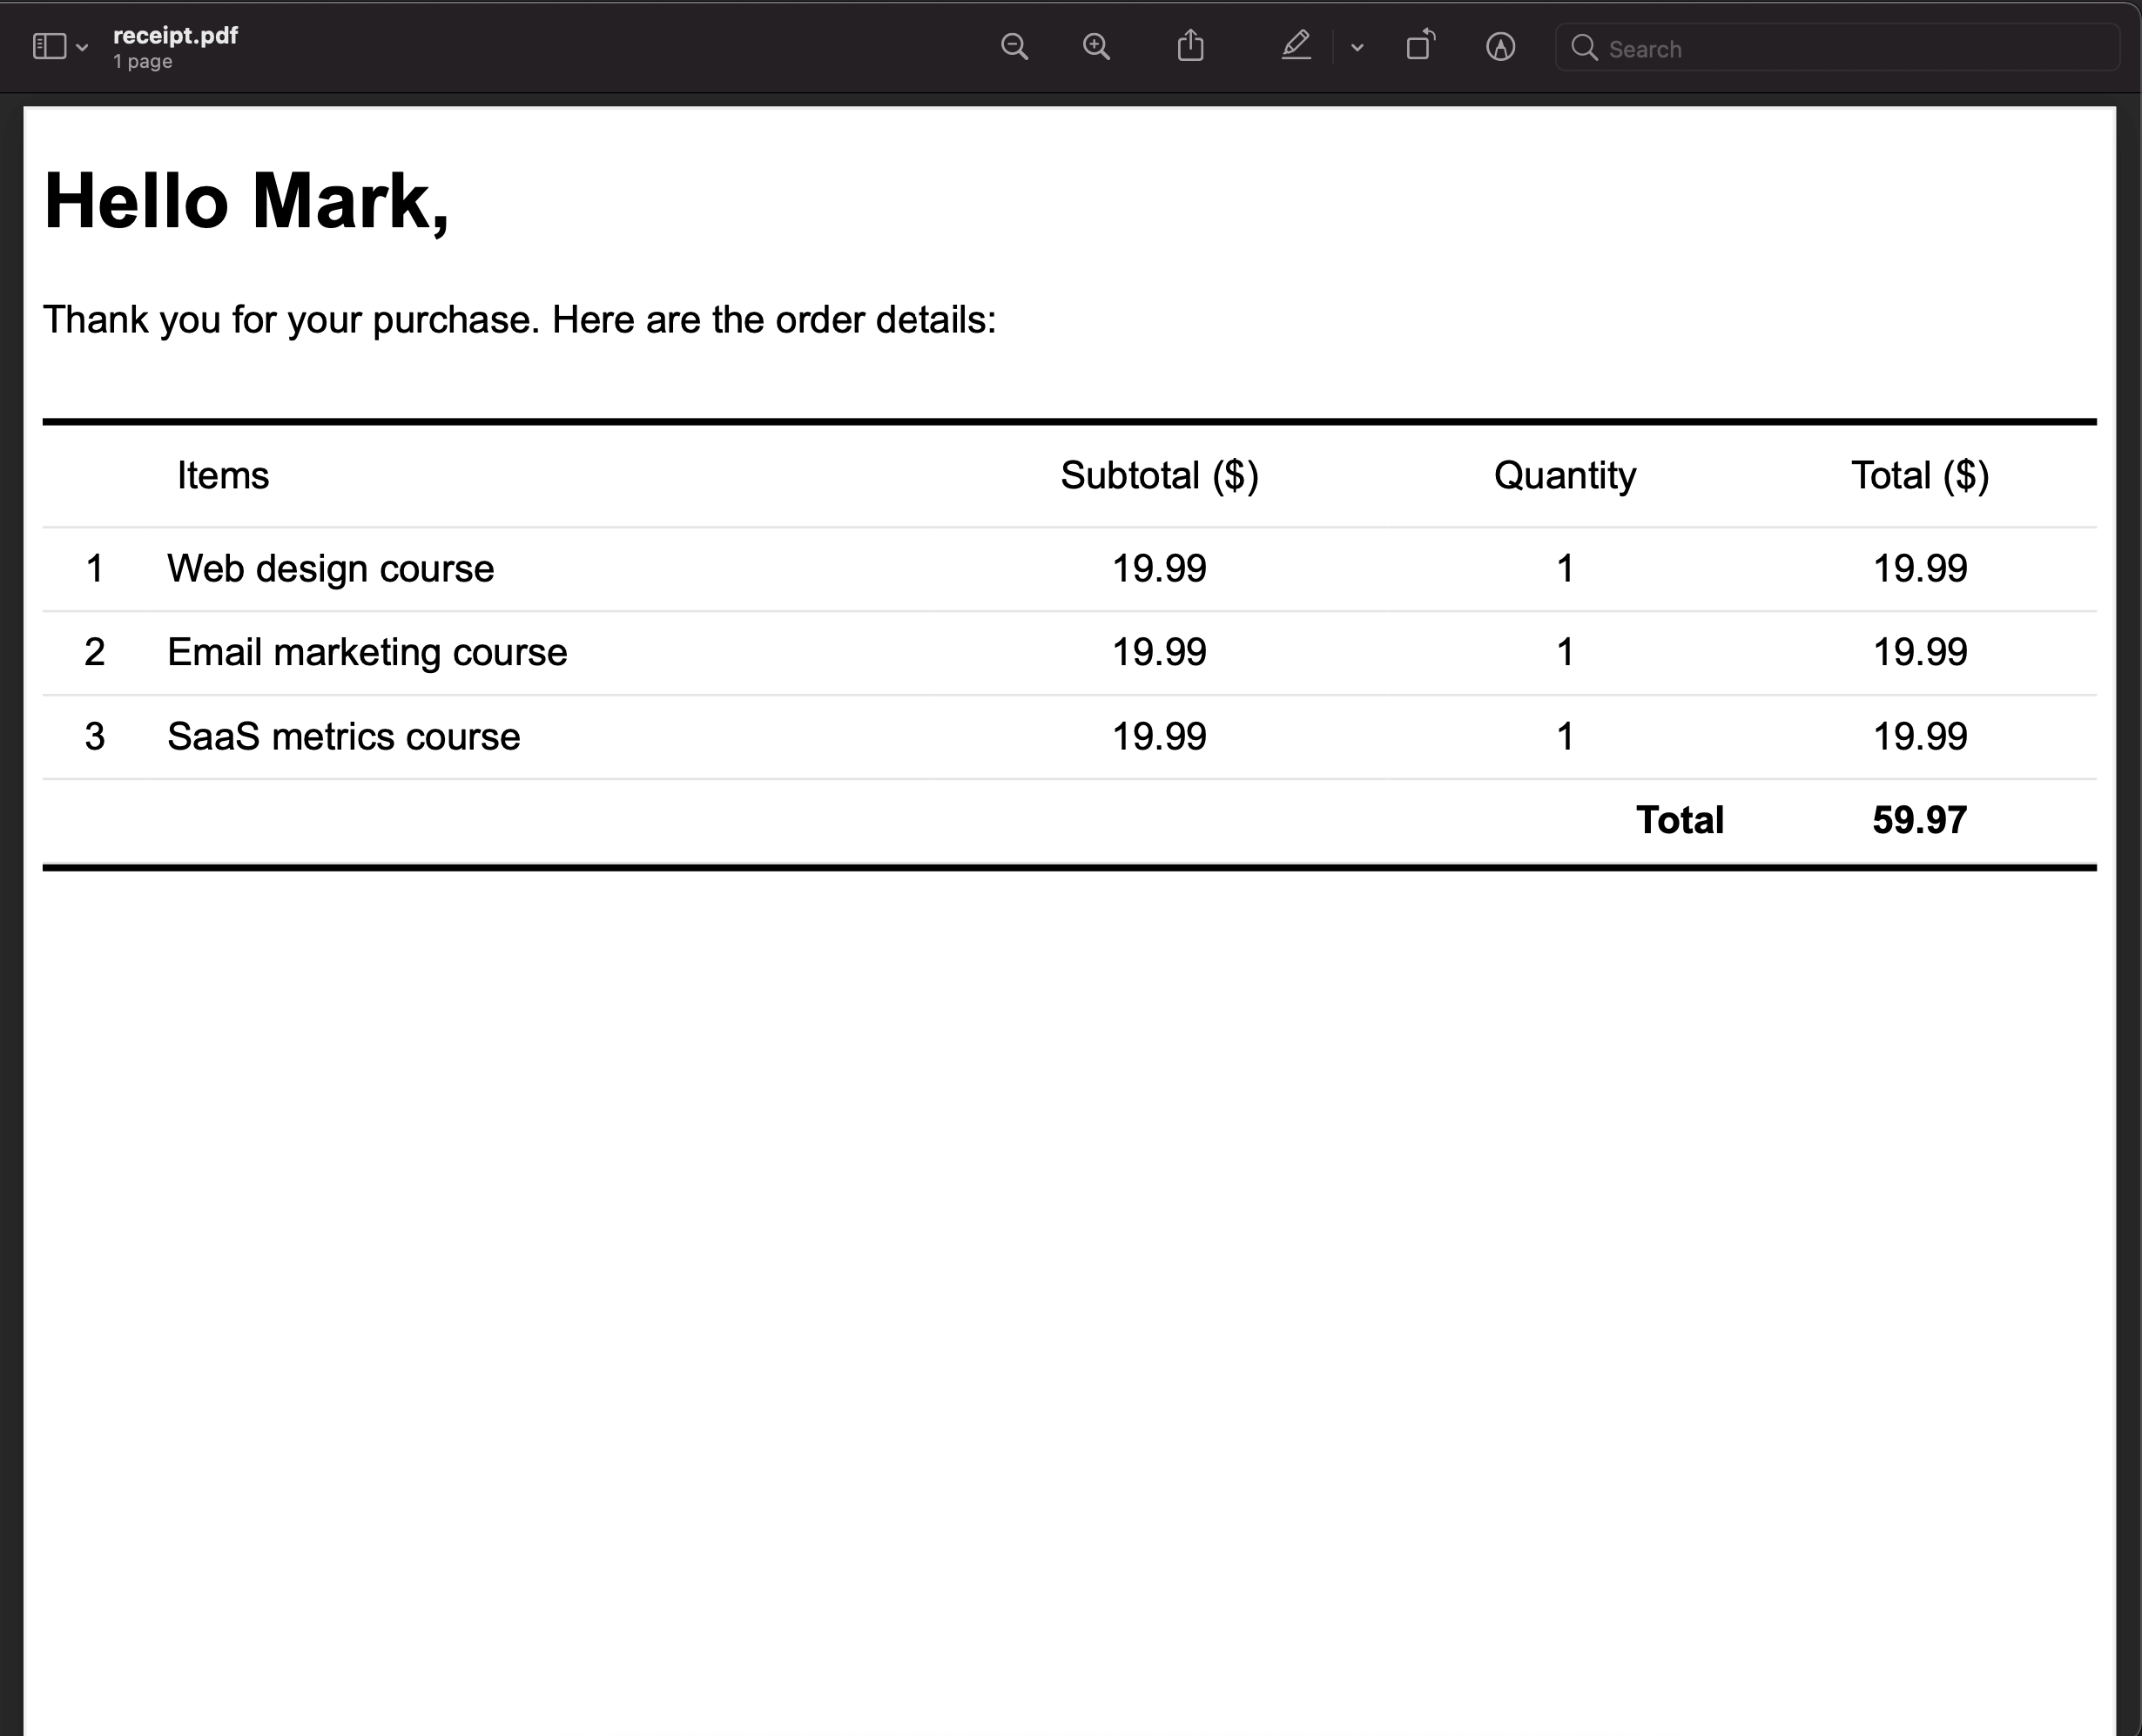 receipt.pdf
1 page
Search
Hello Mark,
Thank you for your purchase. Here are the order details:
Items Subtotal ($) Quantity Total ($)
1 Web design course 19.99 1 19.99
2 Email marketing course 19.99 1 19.99
3 SaaS metrics course 19.99 1 19.99
Total 59.97